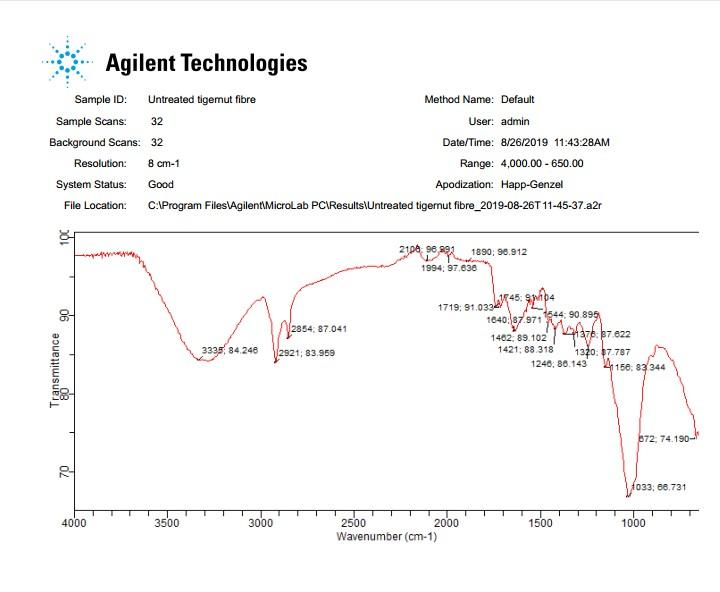 Agilent Technologies
Sample ID: Untreated tigernut fibre Method Name: Default
Sample Scans: 32 User: admin
Background Scans: 32 Date/Time: 8/26/2019 11:43:28AM
Resolution: 8 cm-1 Range: 4,000.00 - 650.00
System Status: Good Apodization: Happ-Genzel
File Location: C:\Program Files\Agilent\MicroLab PC\Results\Untreated tigernut fibre_2019-08-26T11-45-37.a2r
Transmittance
100
90
80
70
2106; 96.991
1890; 96.912
1994; 97.636
1745; 91.104
1719; 91.033
1544; 90.895
1640; 87.971
1376; 87.622
1462; 89.102
1421; 88.318
1320; 87.787
1246; 86.143
1156; 83.344
2854; 87.041
3335; 84.246
2921; 83.959
672; 74.190
1033; 66.731
4000 3500 3000 2500 2000 1500 1000
Wavenumber (cm-1)